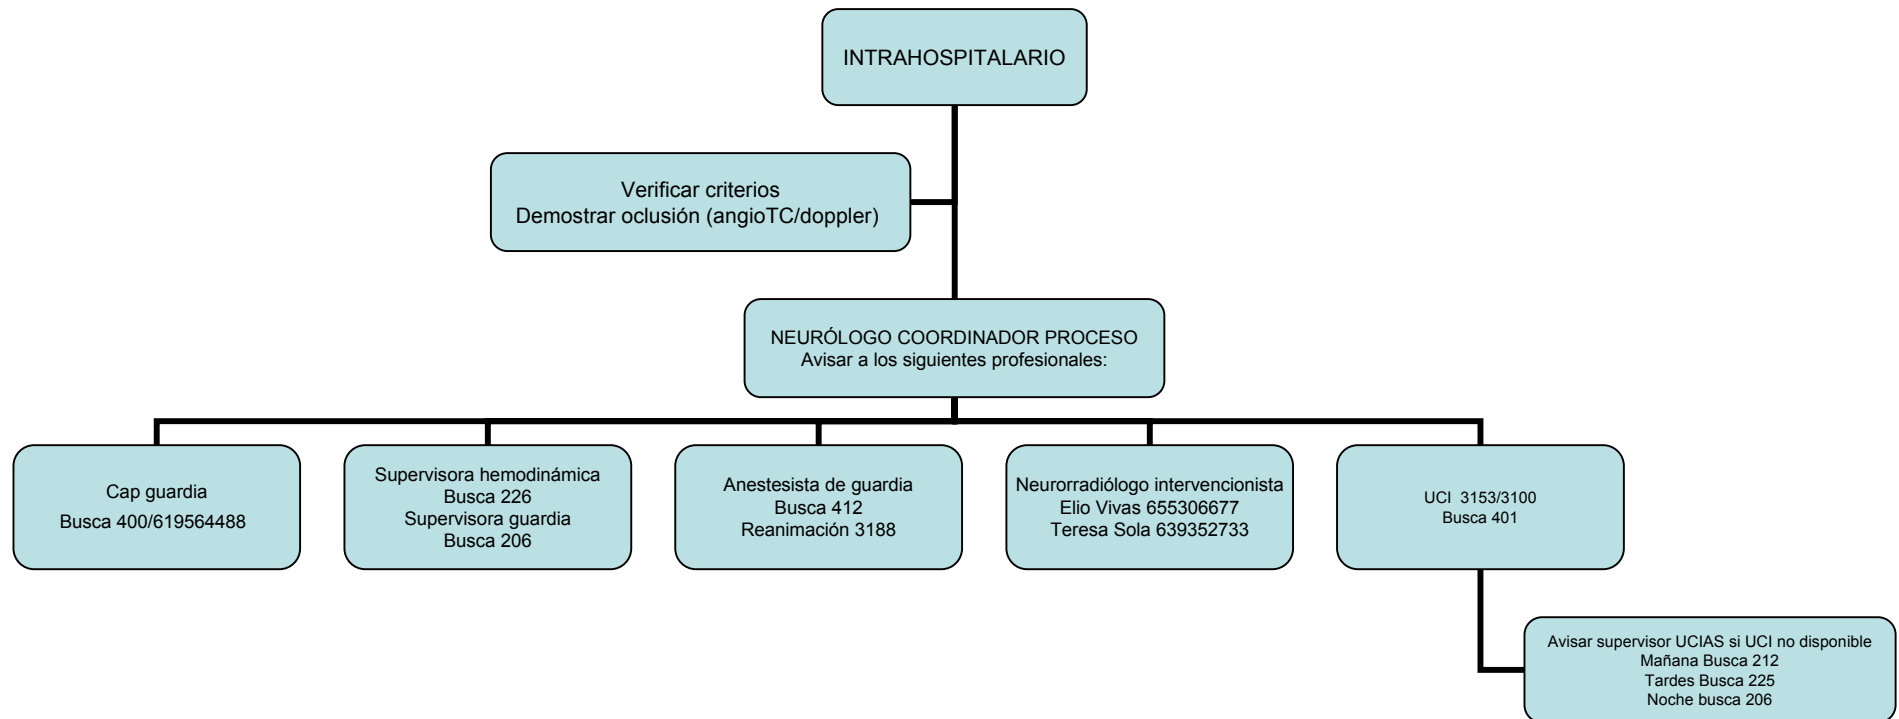 INTRAHOSPITALARIO
Verificar criterios
Demostrar oclusión (angioTC/doppler)
NEURÓLOGO COORDINADOR PROCESO
Avisar a los siguientes profesionales:
Cap guardia
Busca 400/619564488
Supervisora hemodinámica
Busca 226
Supervisora guardia
Busca 206
Anestesista de guardia
Busca 412
Reanimación 3188
Neurorradiólogo intervencionista
Elio Vivas 655306677
Teresa Sola 639352733
UCI 3153/3100
Busca 401
Avisar supervisor UCIAS si UCI no disponible
Mañana Busca 212
Tardes Busca 225
Noche busca 206